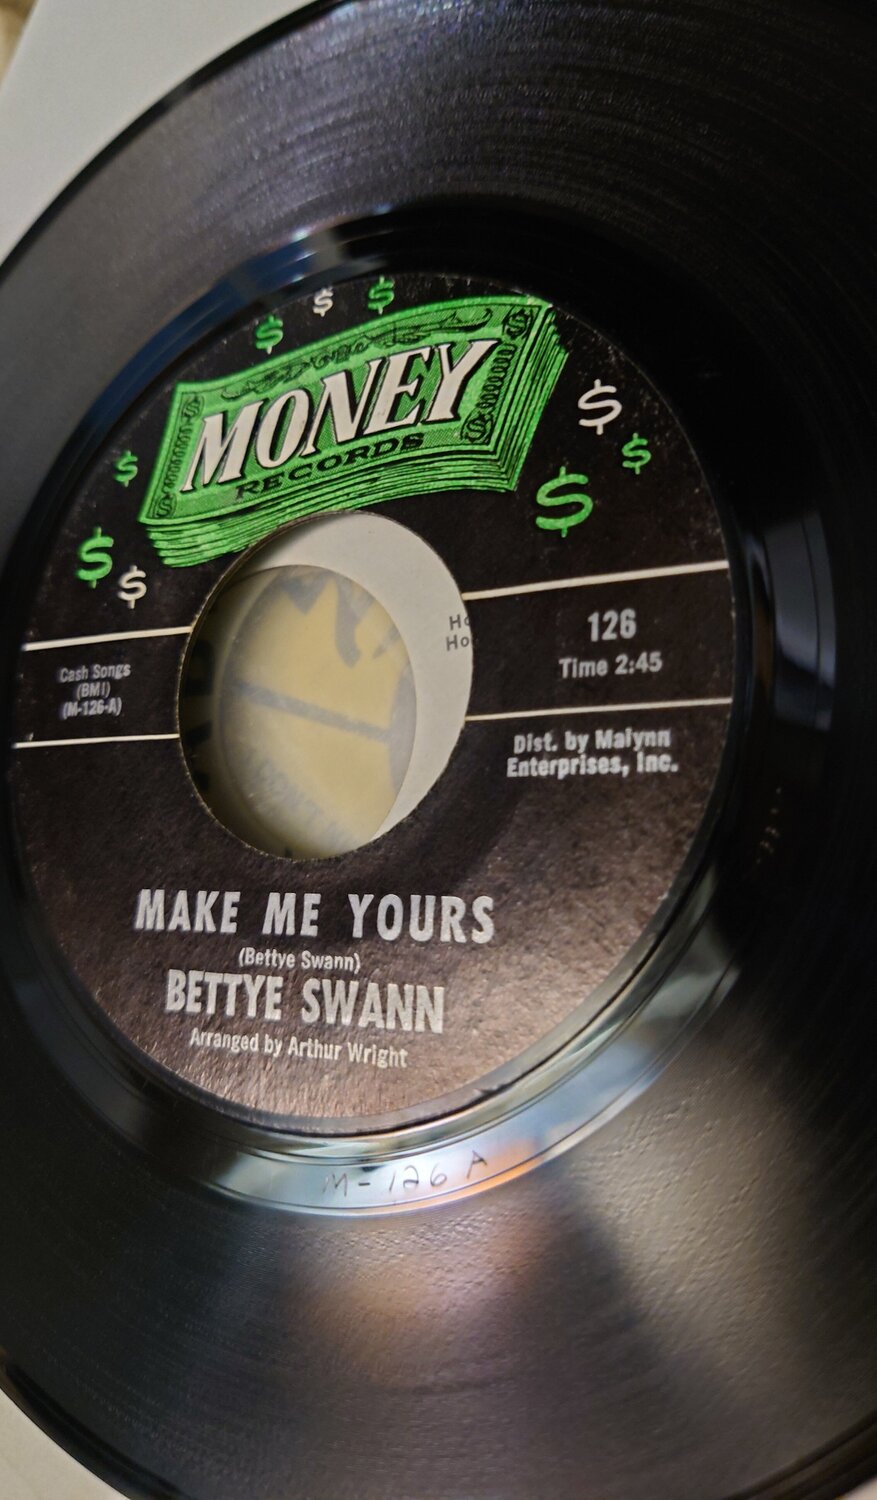 MONEY
RECORDS
Cash Songs
(BMI)
(M-126-A)
126
Time 2:45
Dist. by Malynn
Enterprises, Inc.
MAKE ME YOURS
(Bettye Swann)
BETTYE SWANN
Arranged by Arthur Wright
M-126 A